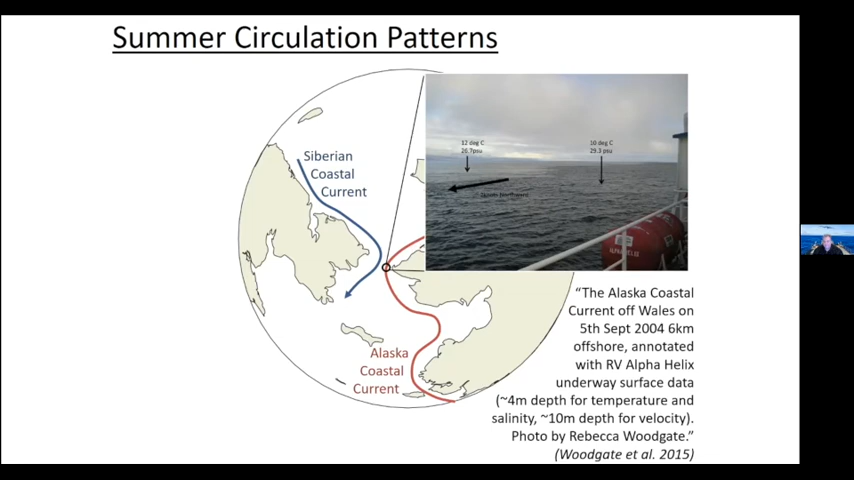 Summer Circulation Patterns
Siberian
Coastal
Current
12 deg C
26.7psu
10 deg C
29.3 psu
Alaska
Coastal
Current
ALPHA HELIX
“The Alaska Coastal
Current off Wales on
5th Sept 2004 6km
offshore, annotated
with RV Alpha Helix
underway surface data
(~4m depth for temperature and
salinity, ~10m depth for velocity).
Photo by Rebecca Woodgate.”
(Woodgate et al. 2015)